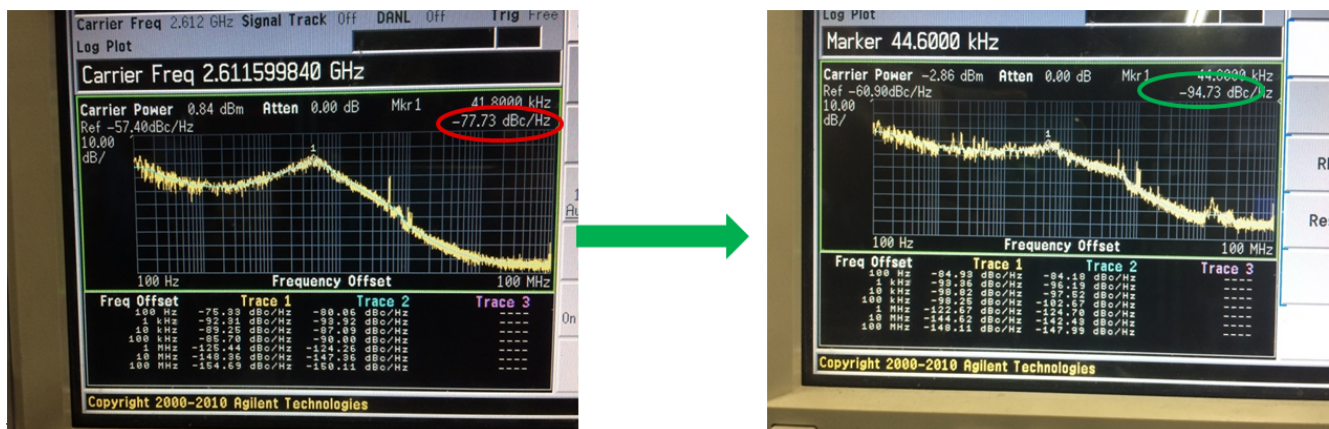 Carrier Freq 2.612 GHz Signal Track Off DANL Off Trig Free
Log Plot
Carrier Freq 2.611599840 GHz
Carrier Power 0.84 dBm Atten 0.00 dB Mkr1 41.8000 kHz
Ref -57.40dBc/Hz -77.73 dBc/Hz
10.00
dB/
1
100 Hz Frequency Offset 100 MHz
Freq Offset Trace 1 Trace 2 Trace 3
100 Hz -75.33 dBc/Hz -80.06 dBc/Hz ----
1 kHz -92.31 dBc/Hz -93.92 dBc/Hz ----
10 kHz -89.25 dBc/Hz -87.09 dBc/Hz ----
100 kHz -85.70 dBc/Hz -90.00 dBc/Hz ----
1 MHz -125.44 dBc/Hz -124.26 dBc/Hz ----
10 MHz -148.36 dBc/Hz -147.36 dBc/Hz ----
100 MHz -154.69 dBc/Hz -150.11 dBc/Hz ----
Copyright 2000-2010 Agilent Technologies
On
Log Plot
Marker 44.6000 kHz
Carrier Power -2.86 dBm Atten 0.00 dB Mkr1 44.6000 kHz
Ref -60.90dBc/Hz -94.73 dBc/Hz
10.00
dB/
1
100 Hz Frequency Offset 100 MHz
Freq Offset Trace 1 Trace 2 Trace 3
100 Hz -84.93 dBc/Hz -84.18 dBc/Hz ----
1 kHz -93.36 dBc/Hz -96.19 dBc/Hz ----
10 kHz -98.82 dBc/Hz -97.52 dBc/Hz ----
100 kHz -98.25 dBc/Hz -102.67 dBc/Hz ----
1 MHz -122.67 dBc/Hz -124.70 dBc/Hz ----
10 MHz -144.62 dBc/Hz -142.43 dBc/Hz ----
100 MHz -148.11 dBc/Hz -147.99 dBc/Hz ----
Copyright 2000-2010 Agilent Technologies
Res